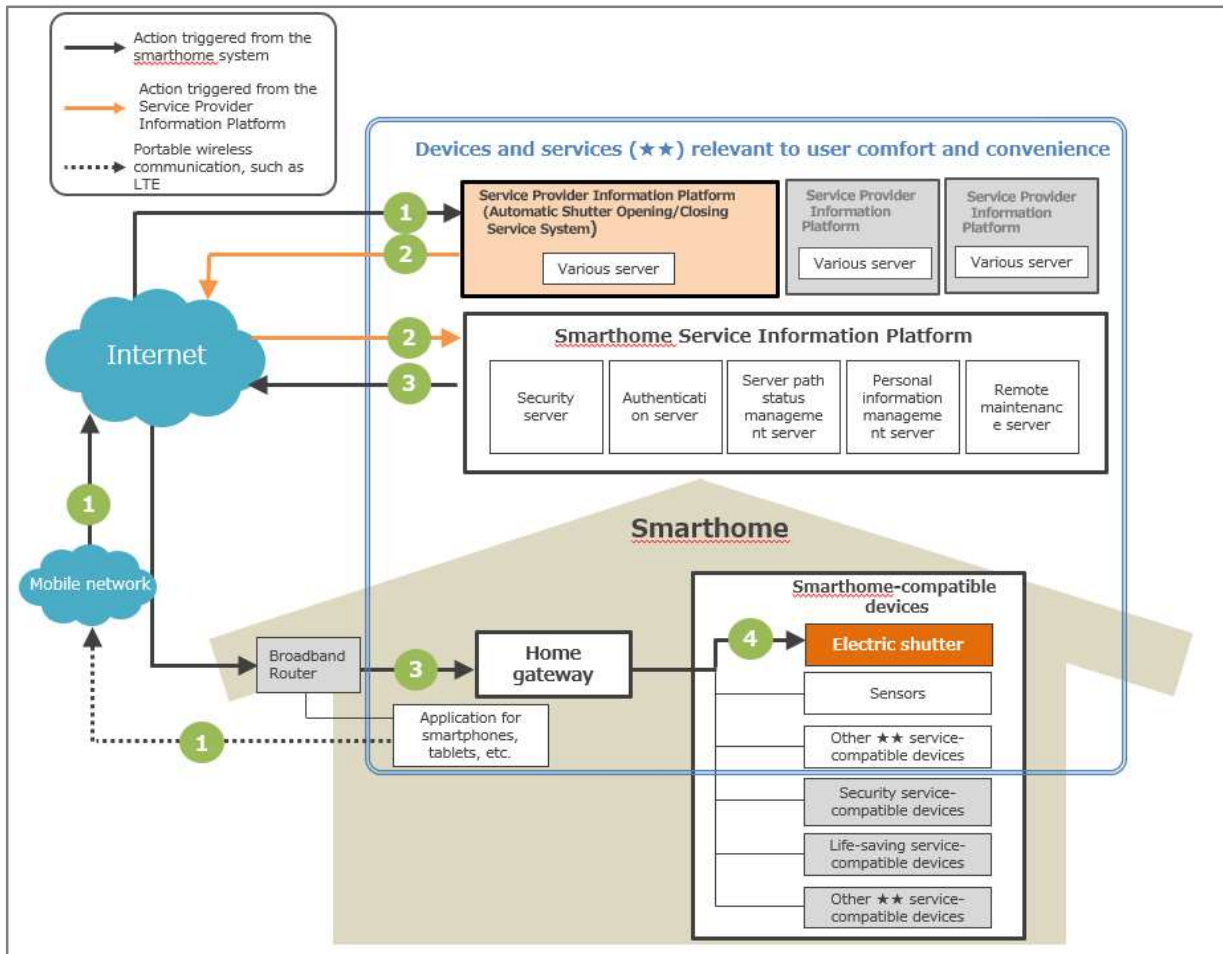 Action triggered from the
smarthome system
Action triggered from the
Service Provider
Information Platform
Portable wireless
communication, such as
LTE
Devices and services (★★) relevant to user comfort and convenience
Service Provider Information Platform
(Automatic Shutter Opening/Closing
Service System)
Various server
Service Provider
Information
Platform
Various server
Service Provider
Information
Platform
Various server
1
2
Internet
2
3
Smarthome Service Information Platform
Security
server
Authenticati
on server
Server path
status
manageme
nt server
Personal
information
manageme
nt server
Remote
maintenanc
e server
1
Mobile network
Smarthome
Broadband
Router
3
Home
gateway
Application for
smartphones,
tablets, etc.
1
Smarthome-compatible
devices
4
Electric shutter
Sensors
Other ★★ service-
compatible devices
Security service-
compatible devices
Life-saving service-
compatible devices
Other ★★ service-
compatible devices